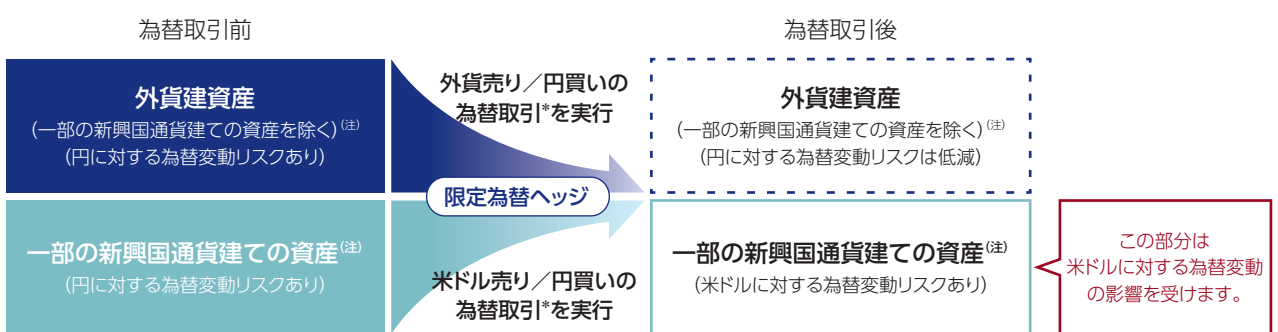 為替取引前
為替取引後
外貨建資産
(一部の新興国通貨建ての資産を除く)(注)
(円に対する為替変動リスクあり)
外貨売り／円買いの
為替取引*を実行
外貨建資産
(一部の新興国通貨建ての資産を除く)(注)
(円に対する為替変動リスクは低減)
限定為替ヘッジ
一部の新興国通貨建ての資産(注)
(円に対する為替変動リスクあり)
米ドル売り／円買いの
為替取引*を実行
一部の新興国通貨建ての資産(注)
(米ドルに対する為替変動リスクあり)
この部分は
米ドルに対する為替変動
の影響を受けます。